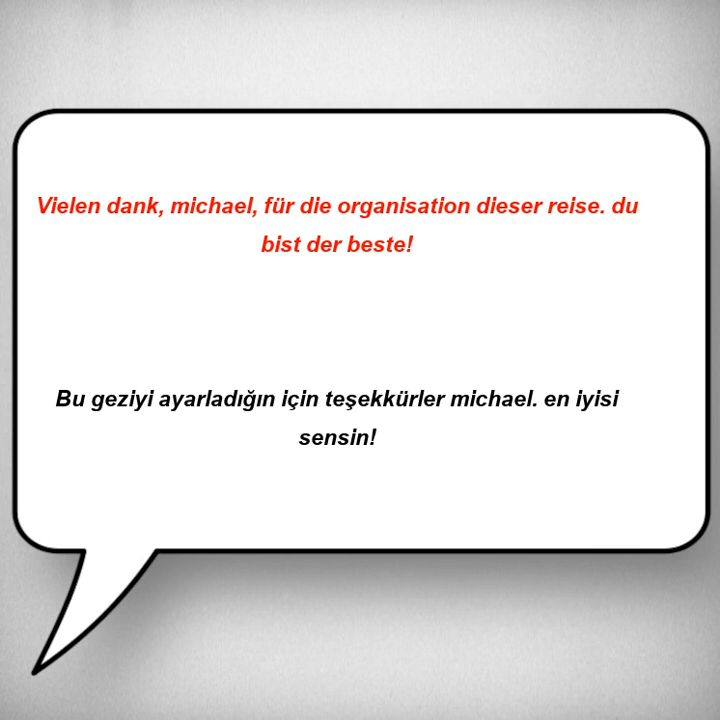 Vielen dank, michael, für die organisation dieser reise. du
bist der beste!
Bu geziyi ayarladığın için teşekkürler michael. en iyisi
sensin!